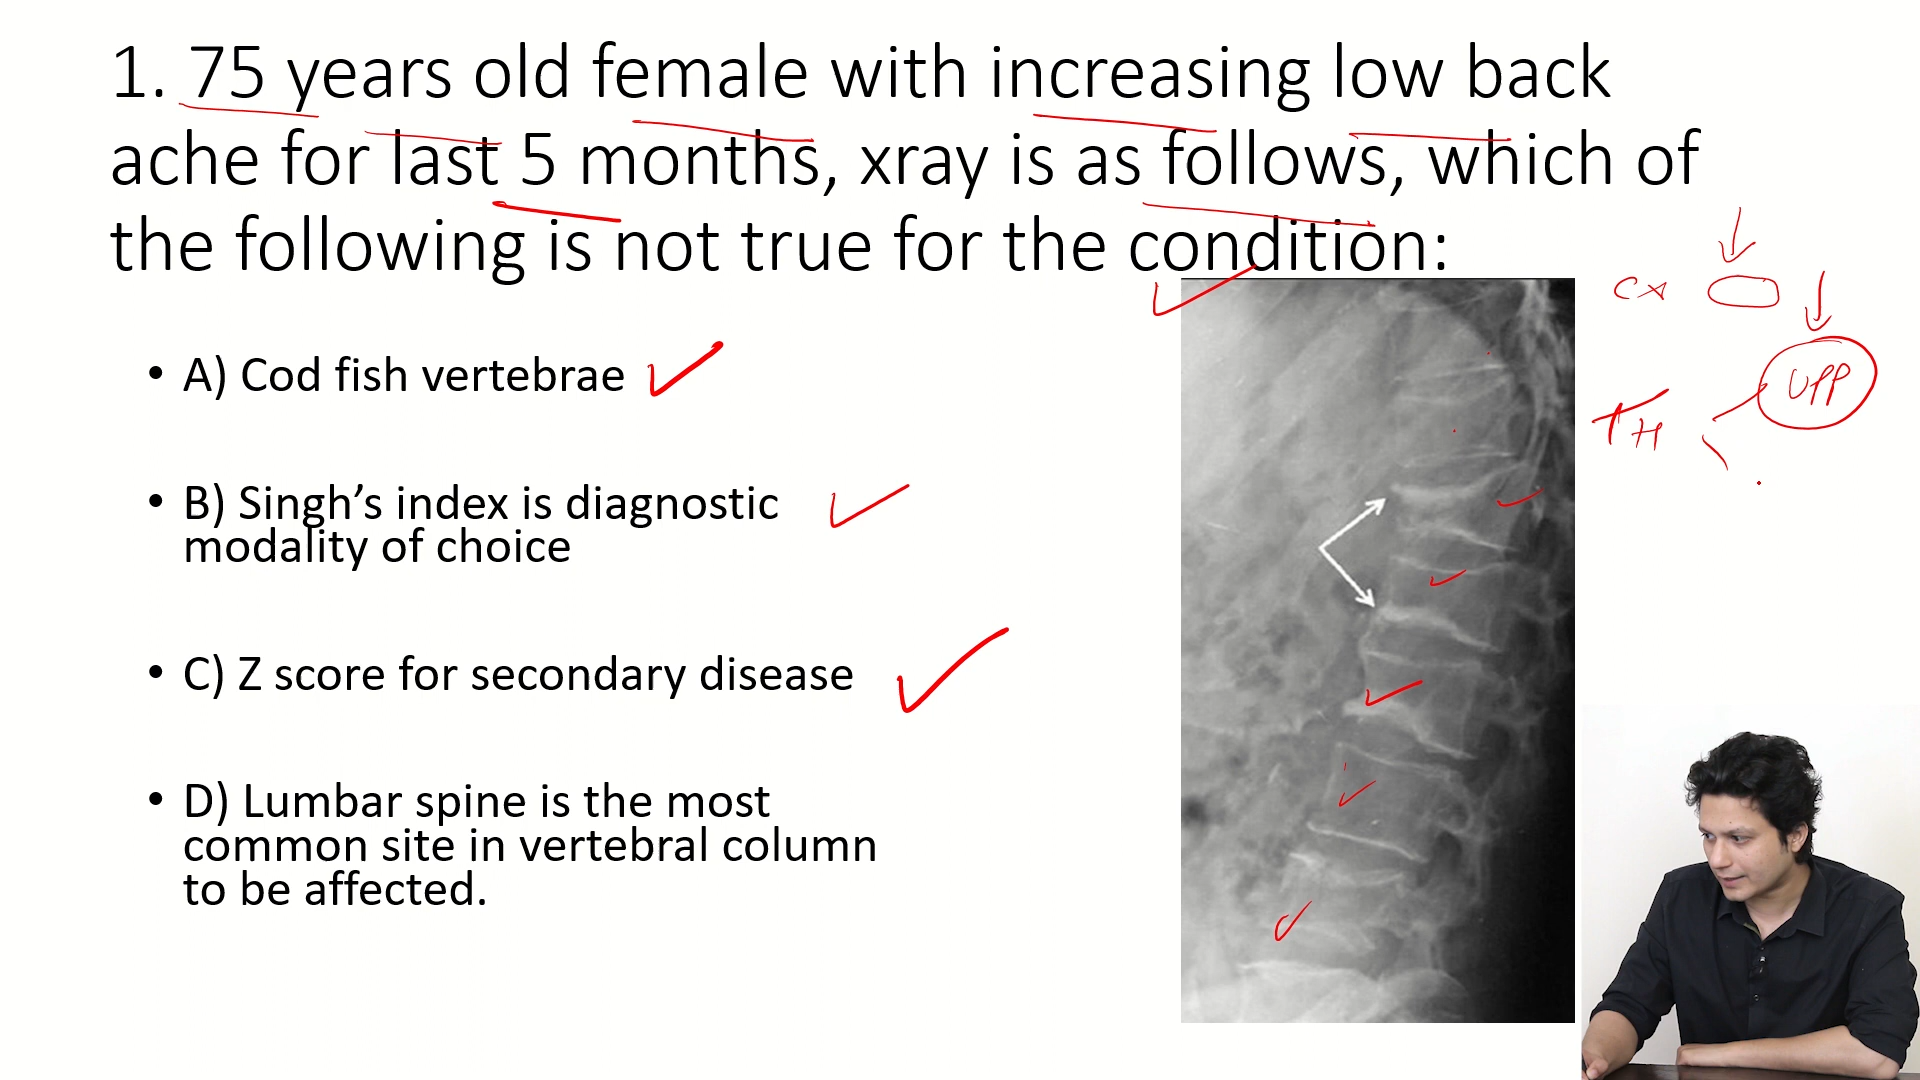 1. 75 years old female with increasing low back
ache for last 5 months, xray is as follows, which of
the following is not true for the condition:
• A) Cod fish vertebrae
• B) Singh’s index is diagnostic
modality of choice
• C) Z score for secondary disease
• D) Lumbar spine is the most
common site in vertebral column
to be affected.
Cx
UPP
TH